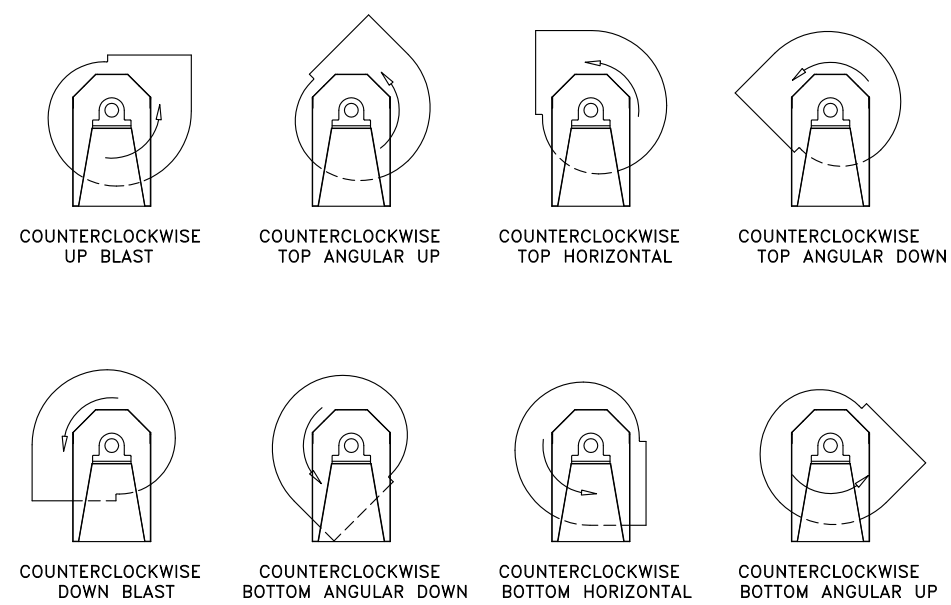 COUNTERCLOCKWISE
UP BLAST
COUNTERCLOCKWISE
TOP ANGULAR UP
COUNTERCLOCKWISE
TOP HORIZONTAL
COUNTERCLOCKWISE
TOP ANGULAR DOWN
COUNTERCLOCKWISE
DOWN BLAST
COUNTERCLOCKWISE
BOTTOM ANGULAR DOWN
COUNTERCLOCKWISE
BOTTOM HORIZONTAL
COUNTERCLOCKWISE
BOTTOM ANGULAR UP